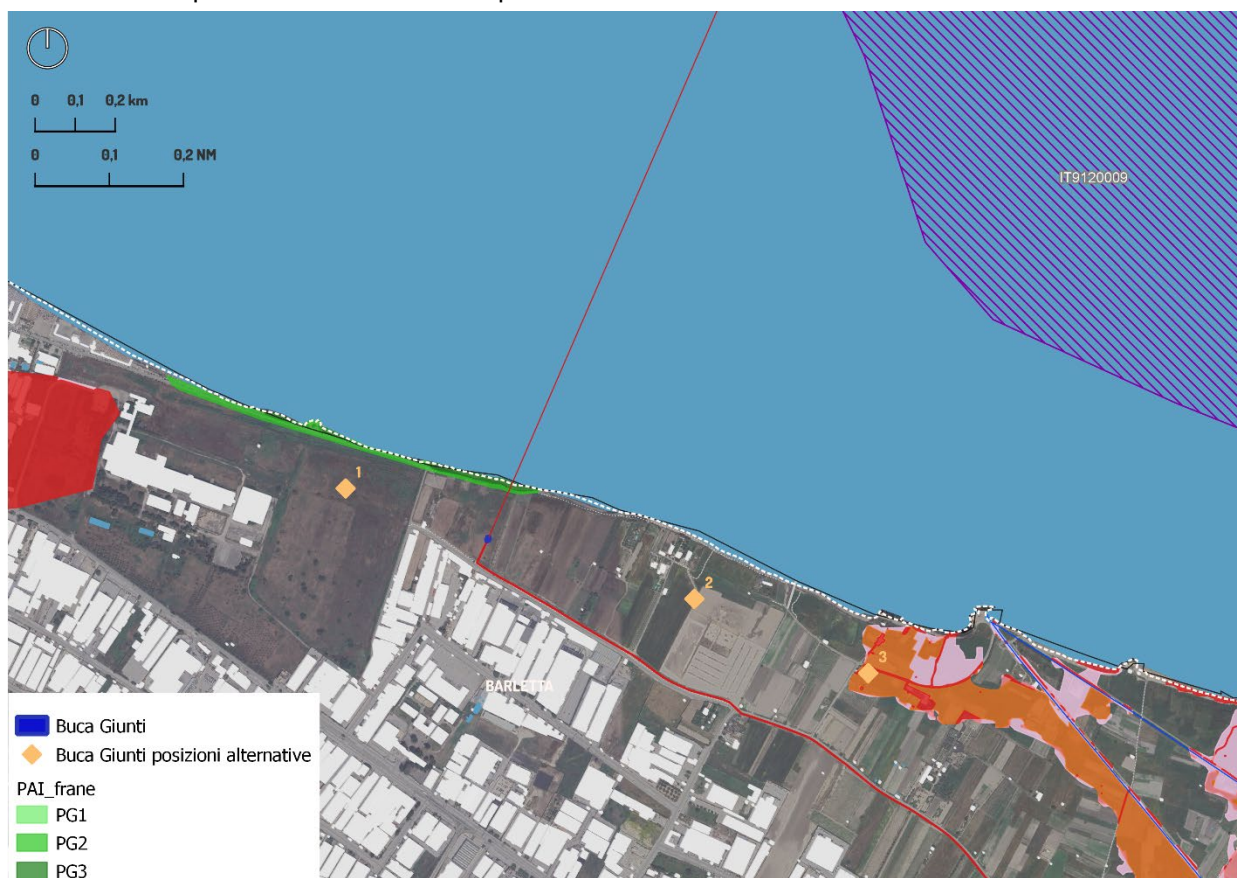 0 0,1 0,2 km
0 0,1 0,2 NM
IT9120009
1
2
3
BARLETTA
Buca Giunti
Buca Giunti posizioni alternative
PAI_frane
PG1
PG2
PG3